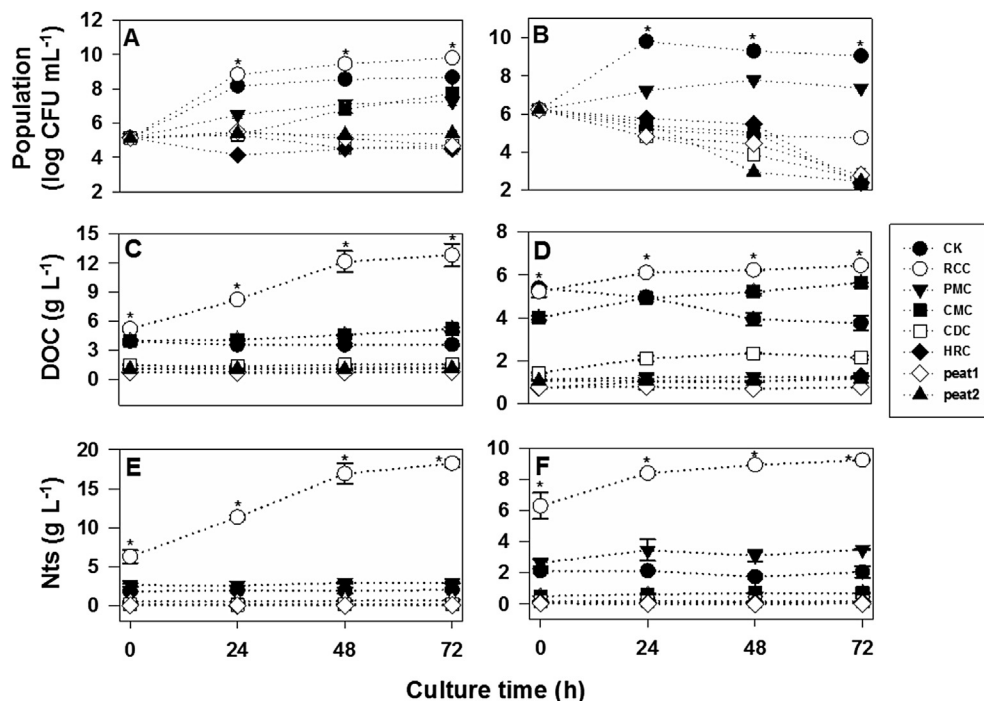 A
B
12
10
8
6
4
2
10
8
6
4
2
Population
(log CFU mL-1)
* * *
* * *
C
D
15
12
9
6
3
0
8
6
4
2
0
DOC (g L-1)
* * * *
* * * *
E
F
20
15
10
5
0
10
8
6
4
2
0
Nts (g L-1)
* * * *
* * * *
0 24 48 72
0 24 48 72
Culture time (h)
CK
RCC
PMC
CMC
CDC
HRC
peat1
peat2